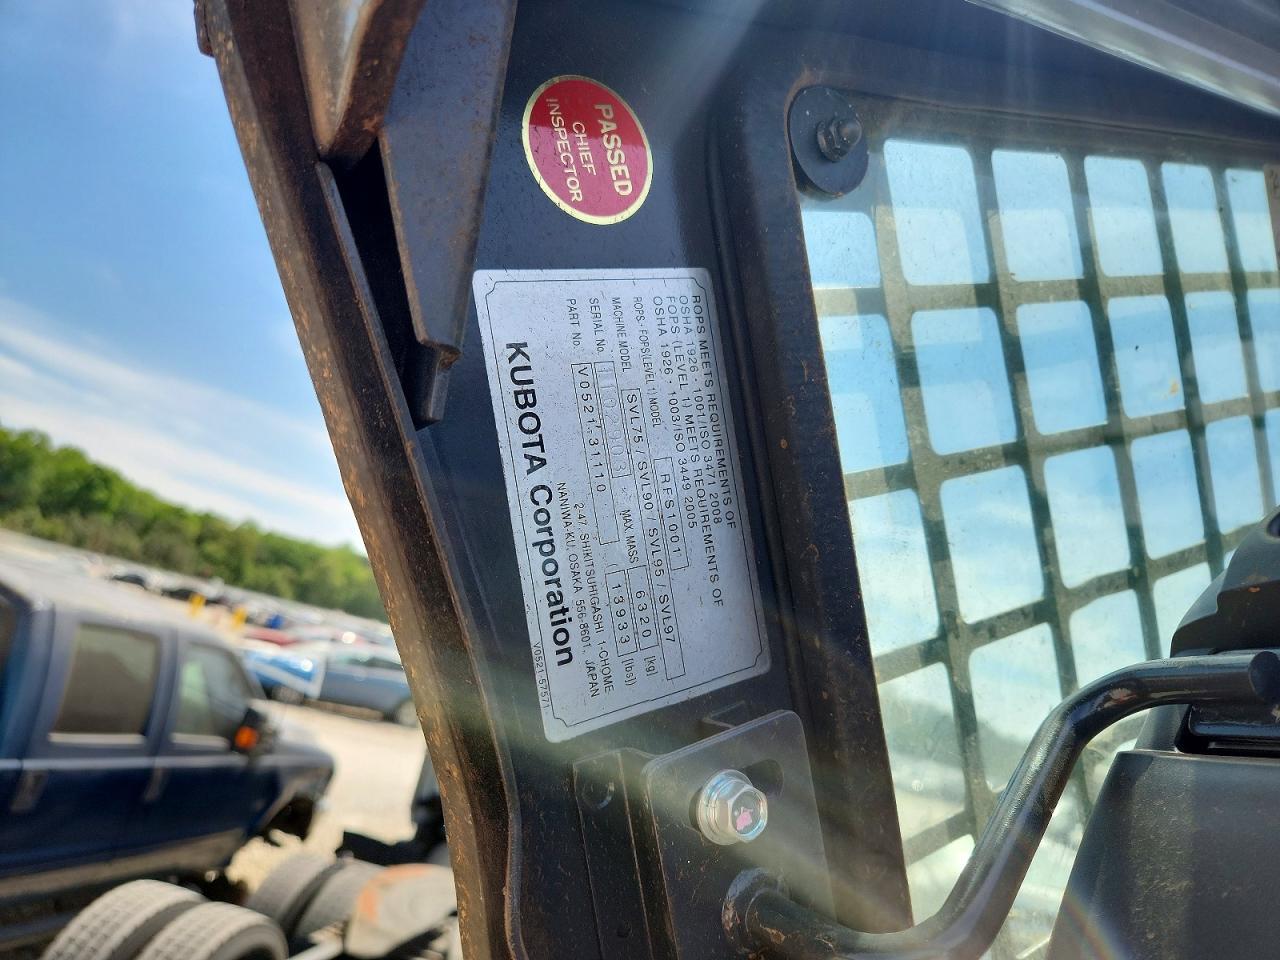 PASSED
CHIEF
INSPECTOR
ROPS MEETS REQUIREMENTS OF
OSHA 1926・1001/ISO 3471 2008
FOPS (LEVEL 1) MEETS REQUIREMENTS OF
OSHA 1926・1003/ISO 3449 2005
ROPS・FOPS(LEVEL 1) MODEL RFS1001
MACHINE MODEL SVL75 / SVL90 / SVL95 / SVL97
SERIAL No. MAX. MASS 6320 [kg]
PART No. V0521-31110 (13933 [lbs])
KUBOTA Corporation
2-47, SHIKITSUHIGASHI 1-CHOME
NANIWA-KU, OSAKA 556-8601, JAPAN
V0521-57571